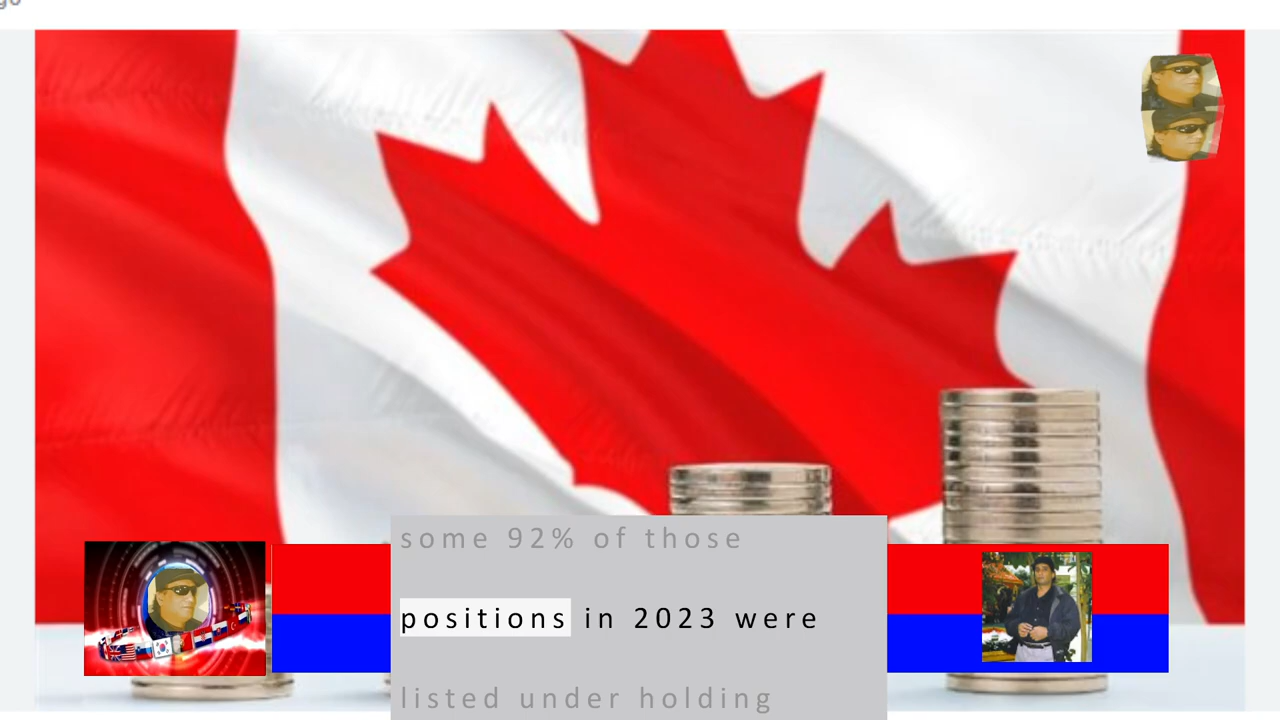 some 92% of those
positions in 2023 were
listed under holding